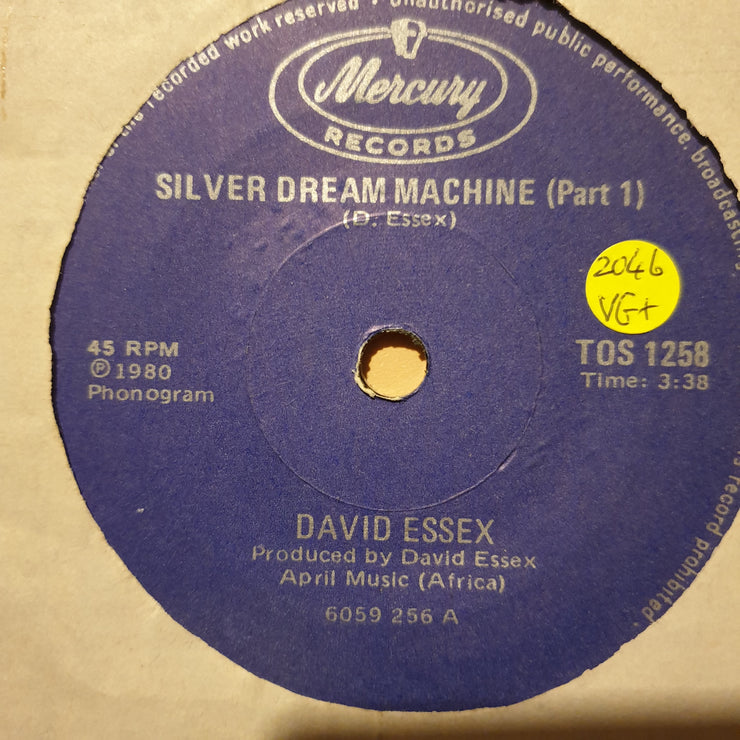 the recorded work reserved • Unauthorised public performance, broadcasting
record prohibited •
Mercury
RECORDS
SILVER DREAM MACHINE (Part 1)
(D. Essex)
2046
VG+
45 RPM
Ⓟ 1980
Phonogram
TOS 1258
Time: 3:38
DAVID ESSEX
Produced by David Essex
April Music (Africa)
6059 256 A